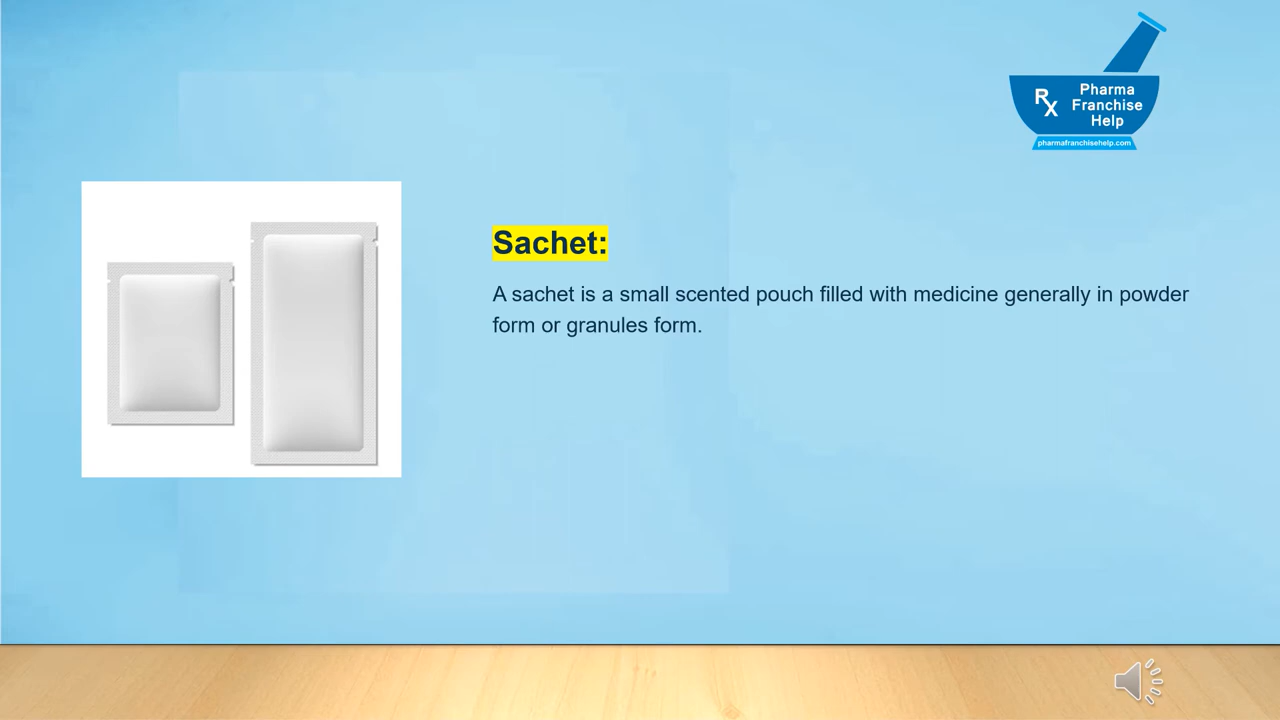 Rx
Pharma
Franchise
Help
pharmafranchisehelp.com
Sachet:
A sachet is a small scented pouch filled with medicine generally in powder
form or granules form.